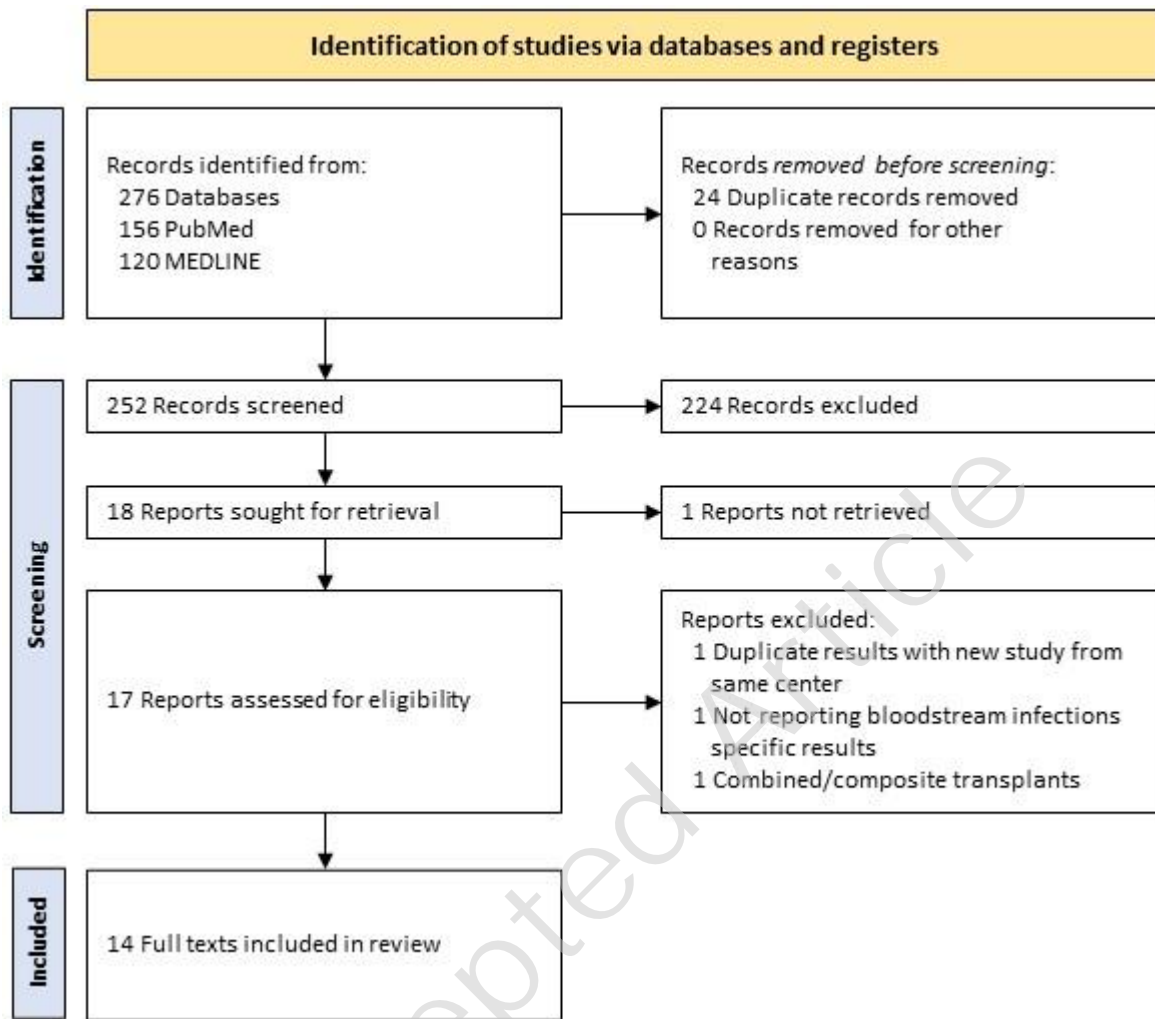 Identification of studies via databases and registers
Identification
Records identified from:
276 Databases
156 PubMed
120 MEDLINE
Records removed before screening:
24 Duplicate records removed
0 Records removed for other
reasons
Screening
252 Records screened
224 Records excluded
18 Reports sought for retrieval
1 Reports not retrieved
17 Reports assessed for eligibility
Reports excluded:
1 Duplicate results with new study from
same center
1 Not reporting bloodstream infections
specific results
1 Combined/composite transplants
Included
14 Full texts included in review
Article